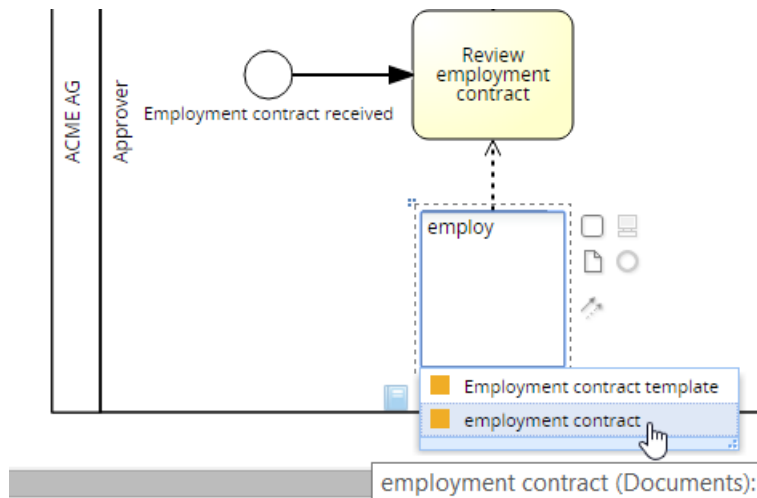 ACME AG
Approver
Employment contract received
Review
employment
contract
employ
Employment contract template
employment contract
employment contract (Documents):